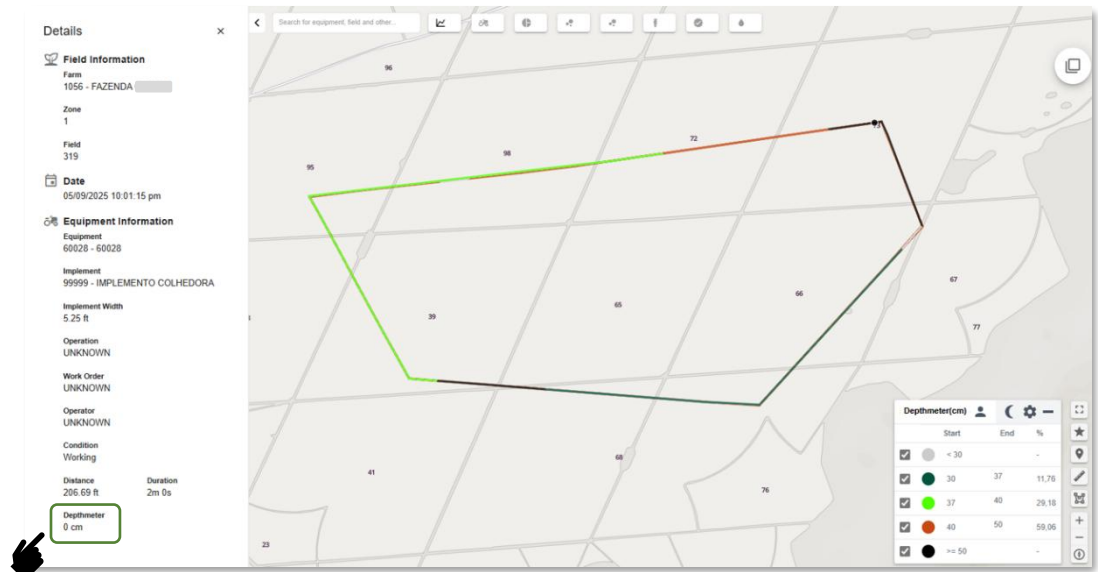 Details ×
Field Information
Farm
1056 - FAZENDA
Zone
1
Field
319
Date
05/09/2025 10:01:15 pm
Equipment Information
Equipment
60028 - 60028
Implement
99999 - IMPLEMENTO COLHEDORA
Implement Width
5.25 ft
Operation
UNKNOWN
Work Order
UNKNOWN
Operator
UNKNOWN
Condition
Working
Distance Duration
206.69 ft 2m 0s
Depthmeter
0 cm
Search for equipment, field and other...
96
72
73
98
95
67
66
65
39
77
68
41
76
23
Depthmeter(cm)
Start End %
< 30 -
30 37 11,76
37 40 29,18
40 50 59,06
>= 50 -